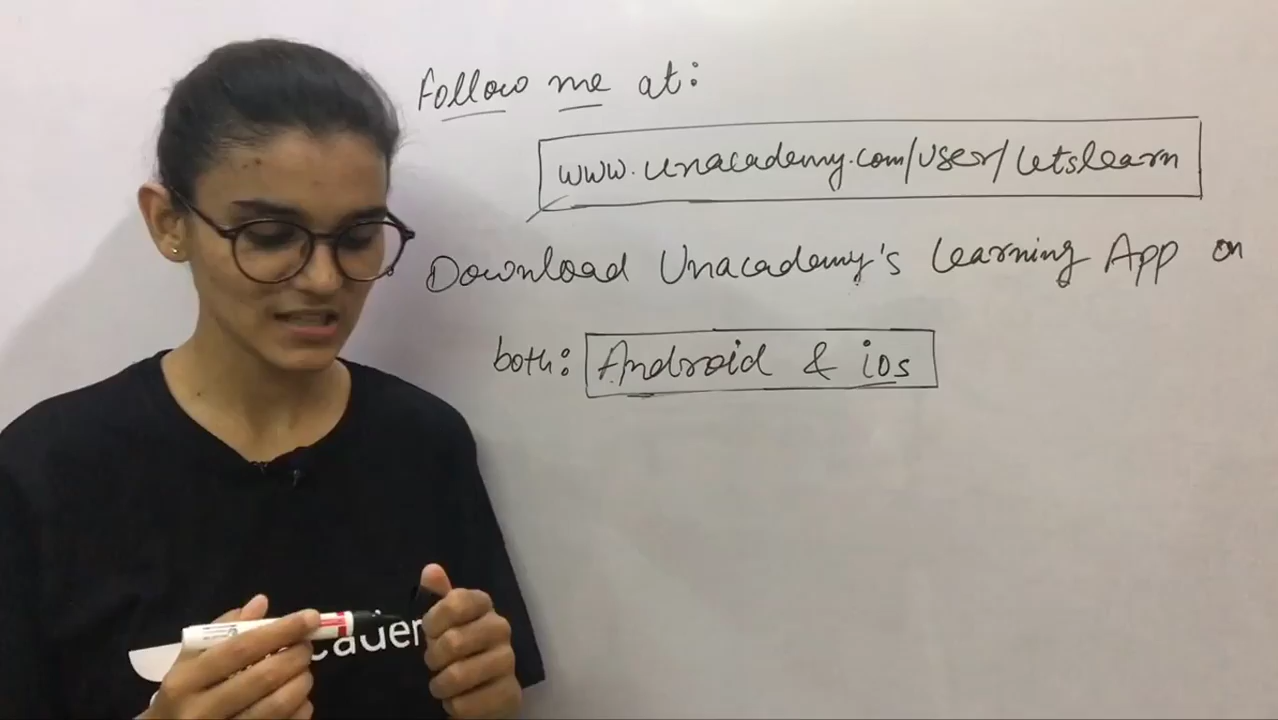 Follow me at:
www.unacademy.com/user/letslearn
Download Unacademy's Learning App on
both: Android & ios